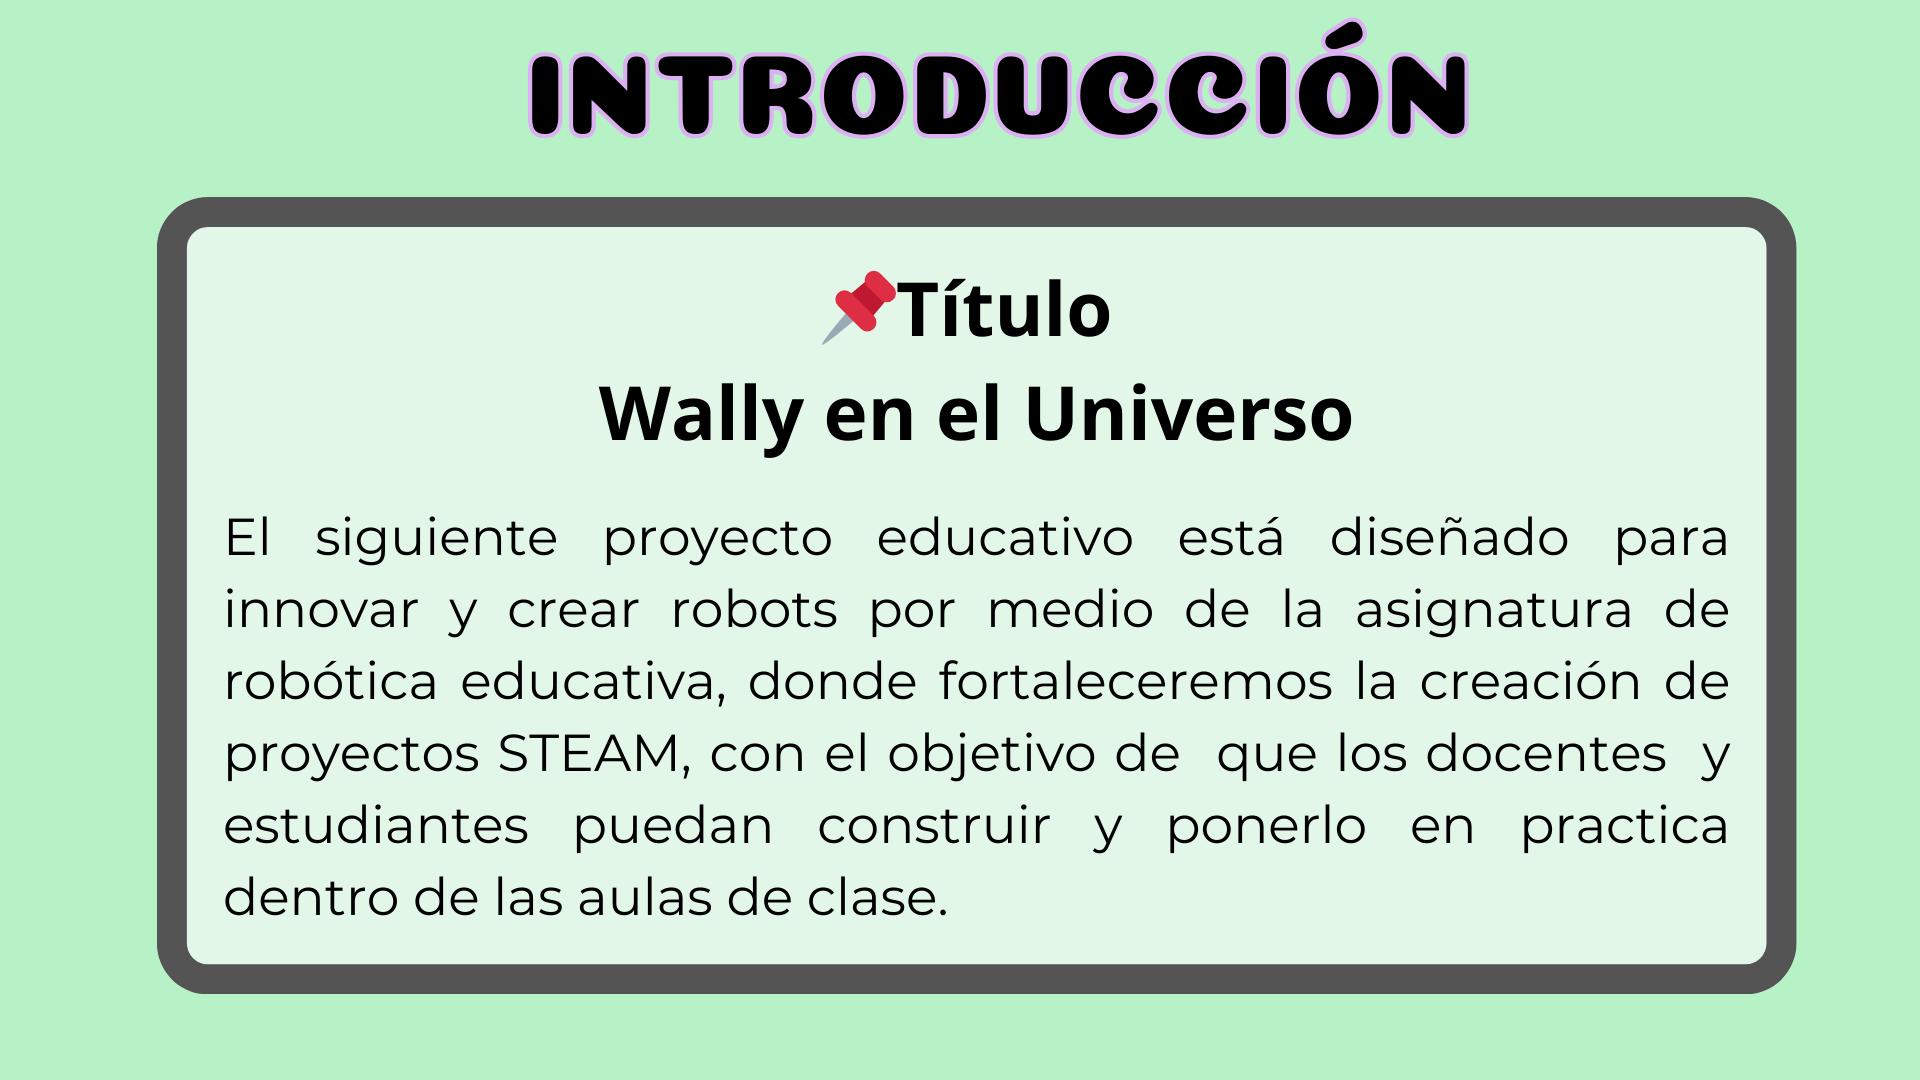 INTRODUCCIÓN
📌Título
Wally en el Universo
El siguiente proyecto educativo está diseñado para
innovar y crear robots por medio de la asignatura de
robótica educativa, donde fortaleceremos la creación de
proyectos STEAM, con el objetivo de que los docentes y
estudiantes puedan construir y ponerlo en practica
dentro de las aulas de clase.